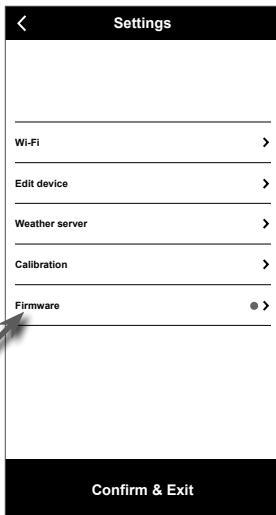 Settings
Wi-Fi
Edit device
Weather server
Calibration
Firmware
Confirm & Exit